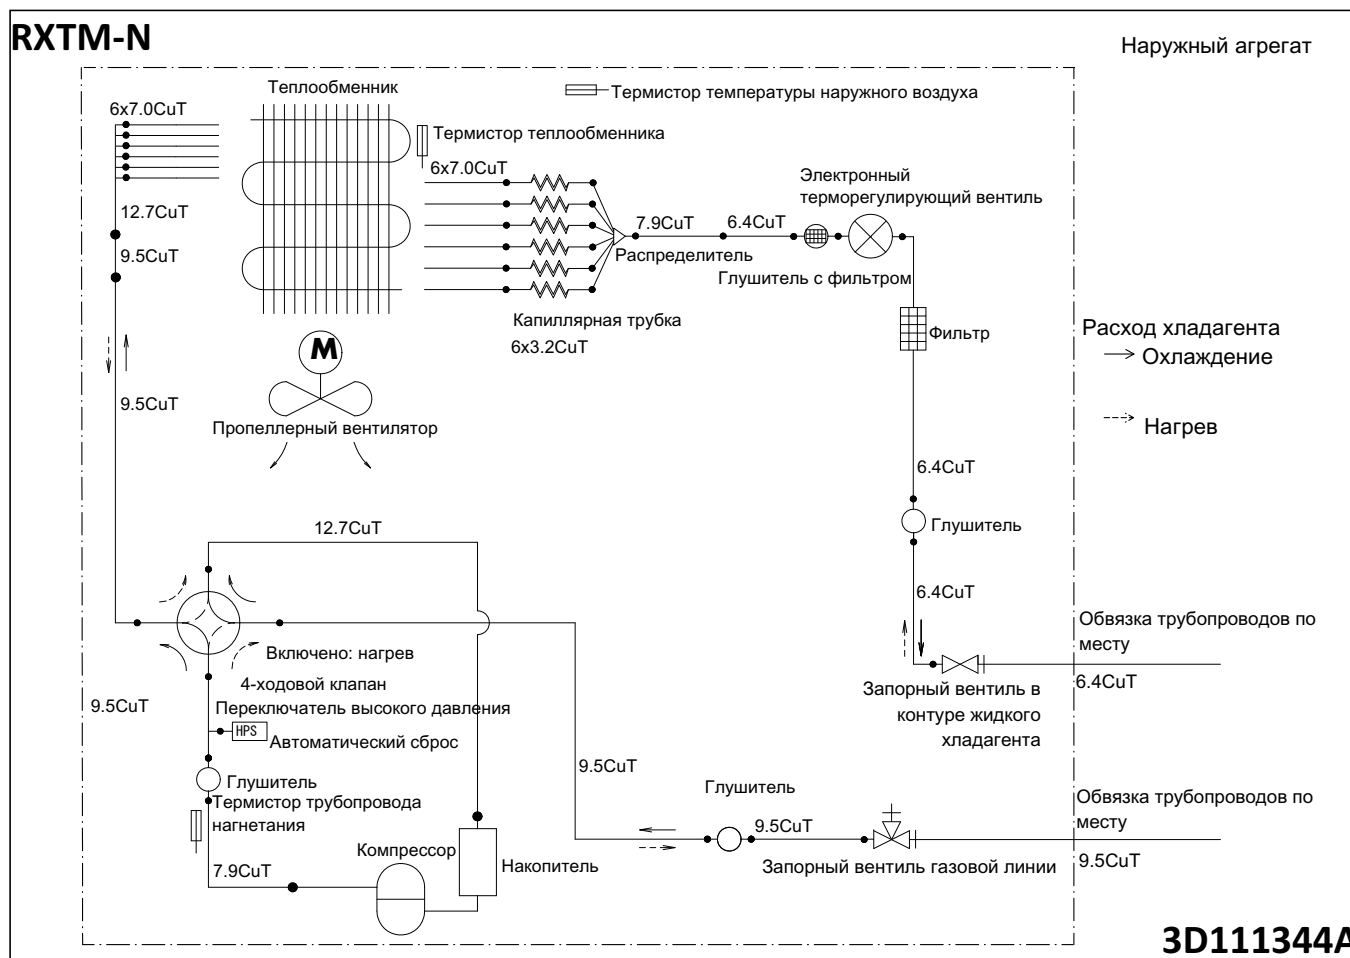 RXTM-N
Наружный агрегат
Теплообменник
Термистор температуры наружного воздуха
6x7.0CuT
Термистор теплообменника
6x7.0CuT
Электронный
терморегулирующий вентиль
12.7CuT
7.9CuT
6.4CuT
9.5CuT
Распределитель
Глушитель с фильтром
Капиллярная трубка
6x3.2CuT
Фильтр
Расход хладагента
Охлаждение
M
9.5CuT
Пропеллерный вентилятор
Нагрев
6.4CuT
12.7CuT
Глушитель
6.4CuT
Обвязка трубопроводов по
месту
6.4CuT
Включено: нагрев
4-ходовой клапан
9.5CuT
Переключатель высокого давления
HPS
Автоматический сброс
Запорный вентиль в
контуре жидкого
хладагента
9.5CuT
Глушитель
Глушитель
Термистор трубопровода
нагнетания
Обвязка трубопроводов по
месту
9.5CuT
9.5CuT
Компрессор
Накопитель
Запорный вентиль газовой линии
7.9CuT
3D111344A